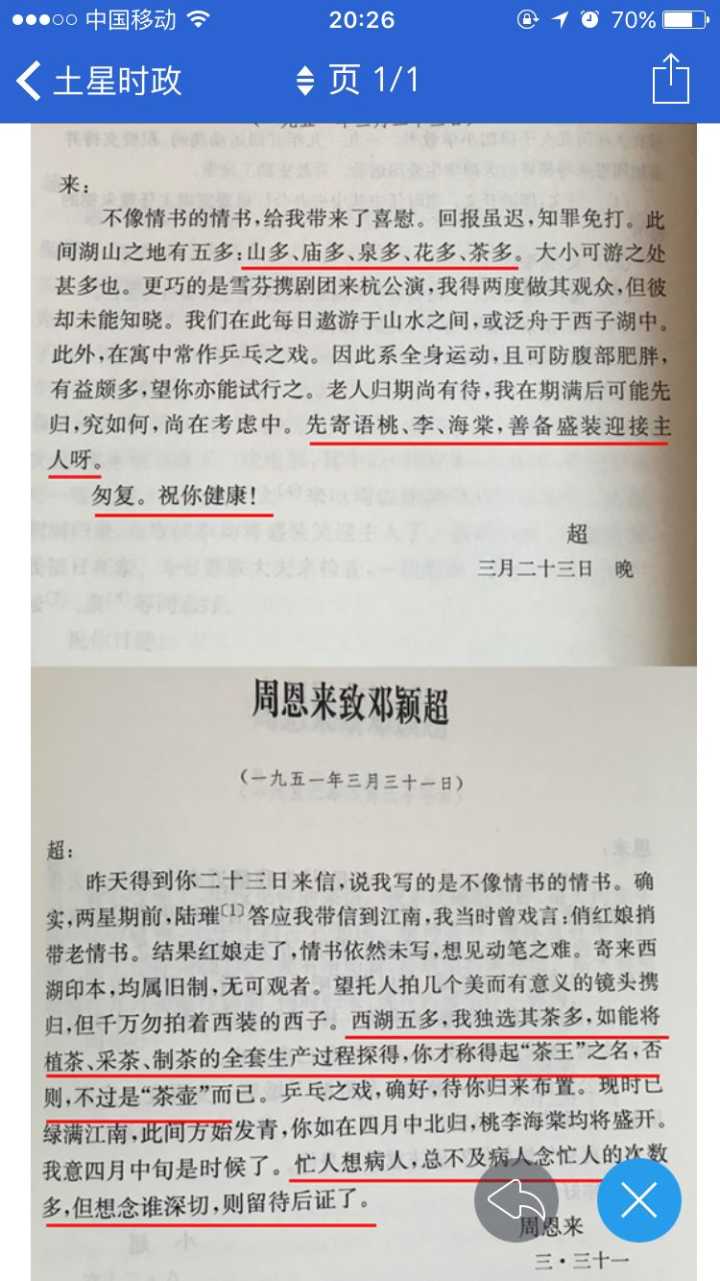 中国移动 20:26 70%
土星时政 页 1/1
来：
不像情书的情书，给我带来了喜慰。回报虽迟，知罪免打。此
间湖山之地有五多：山多、庙多、泉多、花多、茶多。大小可游之处
甚多也。更巧的是雪芬携剧团来杭公演，我得两度做其观众，但彼
却未能知晓。我们在此每日遨游于山水之间，或泛舟于西子湖中。
此外，在寓中常作乒乓之戏。因此系全身运动，且可防腹部肥胖，
有益颇多，望你亦能试行之。老人归期尚有待，我在期满后可能先
归，究如何，尚在考虑中。先寄语桃、李、海棠，善备盛装迎接主
人呀。
匆复。祝你健康！
超
三月二十三日 晚
周恩来致邓颖超
（一九五一年三月三十一日）
超：
昨天得到你二十三日来信，说我写的是不像情书的情书。确
实，两星期前，陆璀〔1〕答应我带信到江南，我当时曾戏言：俏红娘捎
带老情书。结果红娘走了，情书依然未写，想见动笔之难。寄来西
湖印本，均属旧制，无可观者。望托人拍几个美而有意义的镜头携
归，但千万勿拍着西装的西子。西湖五多，我独选其茶多，如能将
植茶、采茶、制茶的全套生产过程探得，你才称得起“茶王”之名，否
则，不过是“茶壶”而已。乒乓之戏，确好，待你归来布置。现时已
绿满江南，此间方始发青，你如在四月中北归，桃李海棠均将盛开。
我意四月中旬是时候了。忙人想病人，总不及病人念忙人的次数
多，但想念谁深切，则留待后证了。
周恩来
三·三十一